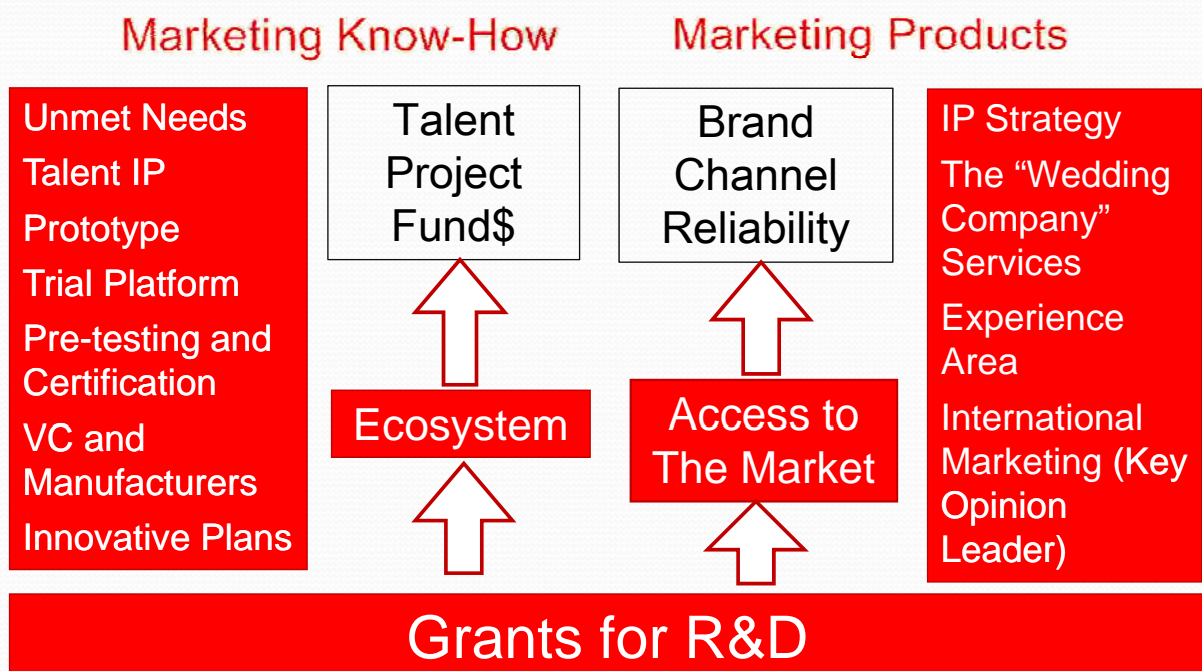 Marketing Know-How
Marketing Products
Unmet Needs
Talent IP
Prototype
Trial Platform
Pre-testing and
Certification
VC and
Manufacturers
Innovative Plans
Talent
Project
Fund$
Ecosystem
Brand
Channel
Reliability
Access to
The Market
IP Strategy
The “Wedding
Company”
Services
Experience
Area
International
Marketing (Key
Opinion
Leader)
Grants for R&D